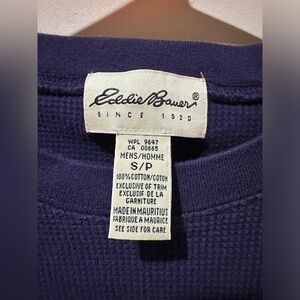 Eddie Bauer®
SINCE 1920
WPL 9647
CA 00665
MENS/HOMME
S/P
100%COTTON/COTON
EXCLUSIVE OF TRIM
EXCLUSIF DE LA
GARNITURE
MADE IN MAURITIUS
FABRIQUE A MAURICE
SEE SIDE FOR CARE